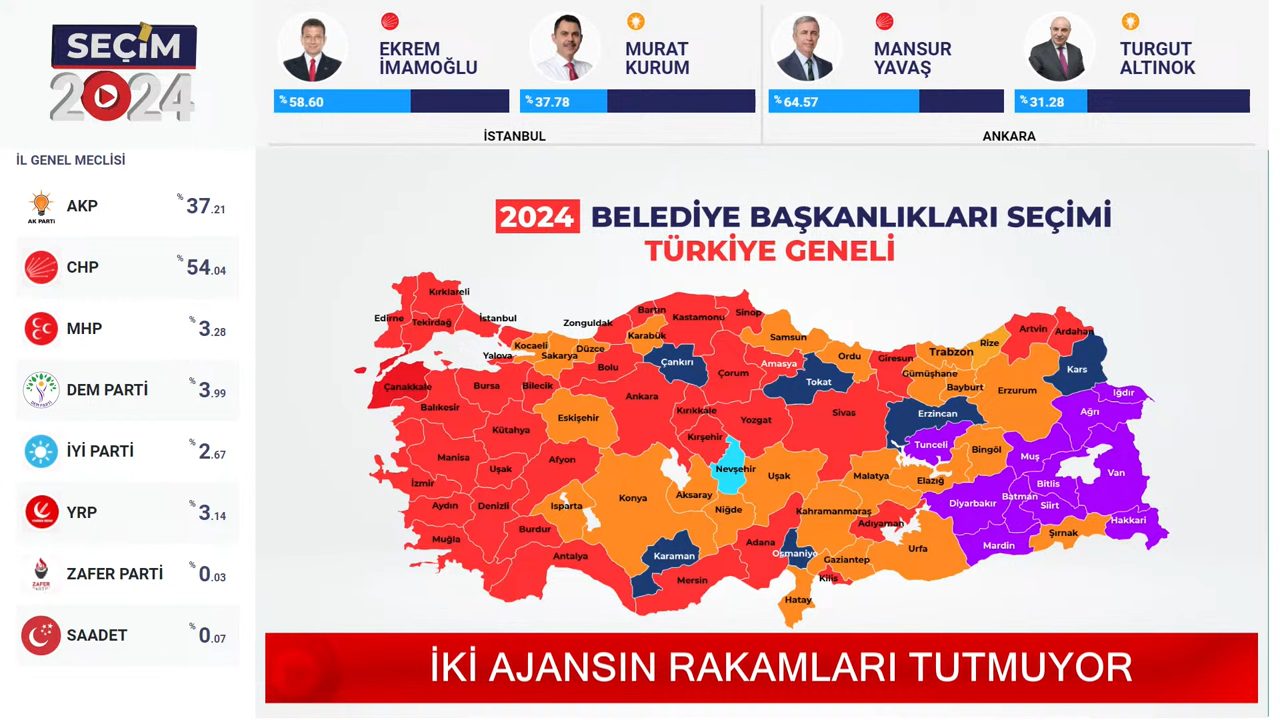 SEÇİM
2024
EKREM
İMAMOĞLU
%58.60
MURAT
KURUM
%37.78
İSTANBUL
MANSUR
YAVAŞ
%64.57
TURGUT
ALTINOK
%31.28
ANKARA
İL GENEL MECLİSİ
AK PARTİ
AKP %37.21
CHP %54.04
MHP %3.28
DEM PARTİ %3.99
İYİ PARTİ %2.67
YRP %3.14
ZAFER PARTİ %0.03
SAADET %0.07
2024 BELEDİYE BAŞKANLIKLARI SEÇİMİ
TÜRKİYE GENELİ
Kırklareli
Edirne
Tekirdağ
İstanbul
Zonguldak
Bartın
Kastamonu
Sinop
Samsun
Artvin
Ardahan
Kocaeli
Sakarya
Düzce
Karabük
Yalova
Bolu
Çankırı
Çorum
Amasya
Tokat
Ordu
Giresun
Trabzon
Rize
Kars
Gümüşhane
Bayburt
Erzurum
Iğdır
Ağrı
Çanakkale
Bursa
Bilecik
Balıkesir
Ankara
Eskişehir
Kırıkkale
Yozgat
Sivas
Erzincan
Kütahya
Kırşehir
Tunceli
Bingöl
Muş
Manisa
Uşak
Afyon
Nevşehir
Uşak
Malatya
Elazığ
Van
Bitlis
İzmir
Konya
Aksaray
Niğde
Kahramanmaraş
Diyarbakır
Batman
Siirt
Aydın
Denizli
Isparta
Adıyaman
Hakkari
Şırnak
Burdur
Muğla
Antalya
Karaman
Adana
Osmaniye
Gaziantep
Urfa
Mardin
Mersin
Kilis
Hatay
İKİ AJANSIN RAKAMLARI TUTMUYOR